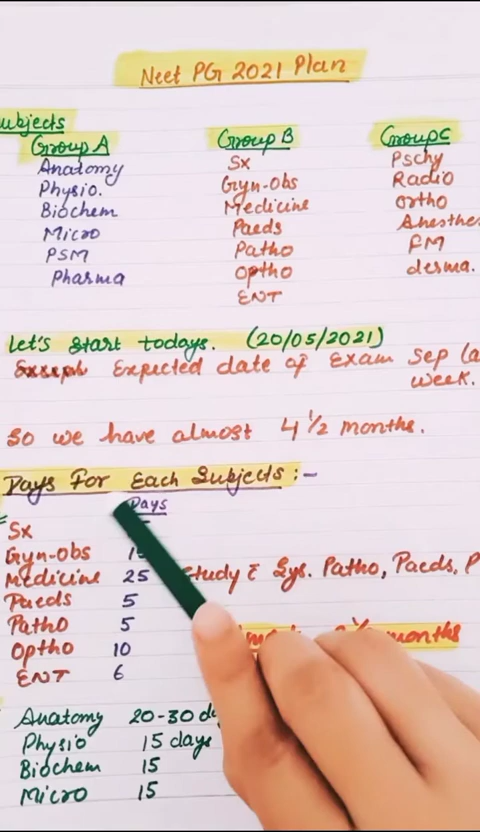 Neet PG 2021 Plan
ubjects
Group A Group B Group C
Anatomy Sx Pschy
Physio. Gyn-obs Radio
Biochem Medicine Ortho
Micro Paeds Anesthe
PSM Patho FM
Pharma Optho derma.
ENT
Let's start todays. (20/05/2021)
Expected date of Exam Sep (a
week.
So we have almost 4 1/2 months.
Days For Each Subjects :-
Days
Sx
Gyn-obs
Medicine 25 Study c̄ Sys. Patho, Paeds, P
Paeds 5
Patho 5
Optho 10 months
ENT 6
Anatomy 20-30 d
Physio 15 days
Biochem 15
Micro 15